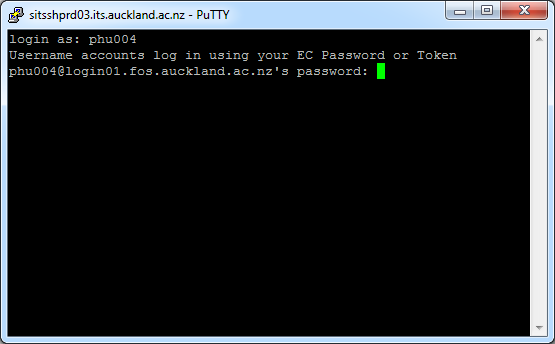 sitsshprd03.its.auckland.ac.nz - PuTTY
login as: phu004
Username accounts log in using your EC Password or Token
phu004@login01.fos.auckland.ac.nz's password: